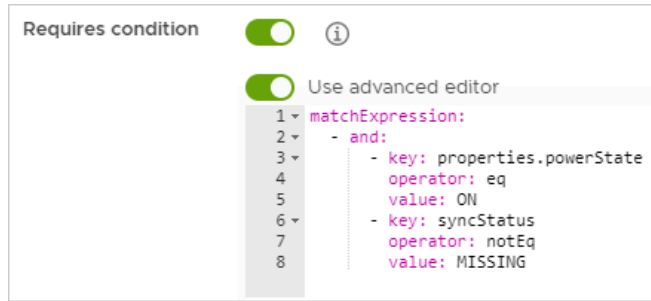 Requires condition
Use advanced editor
1 matchExpression:
2   - and:
3       - key: properties.powerState
4         operator: eq
5         value: ON
6       - key: syncStatus
7         operator: notEq
8         value: MISSING